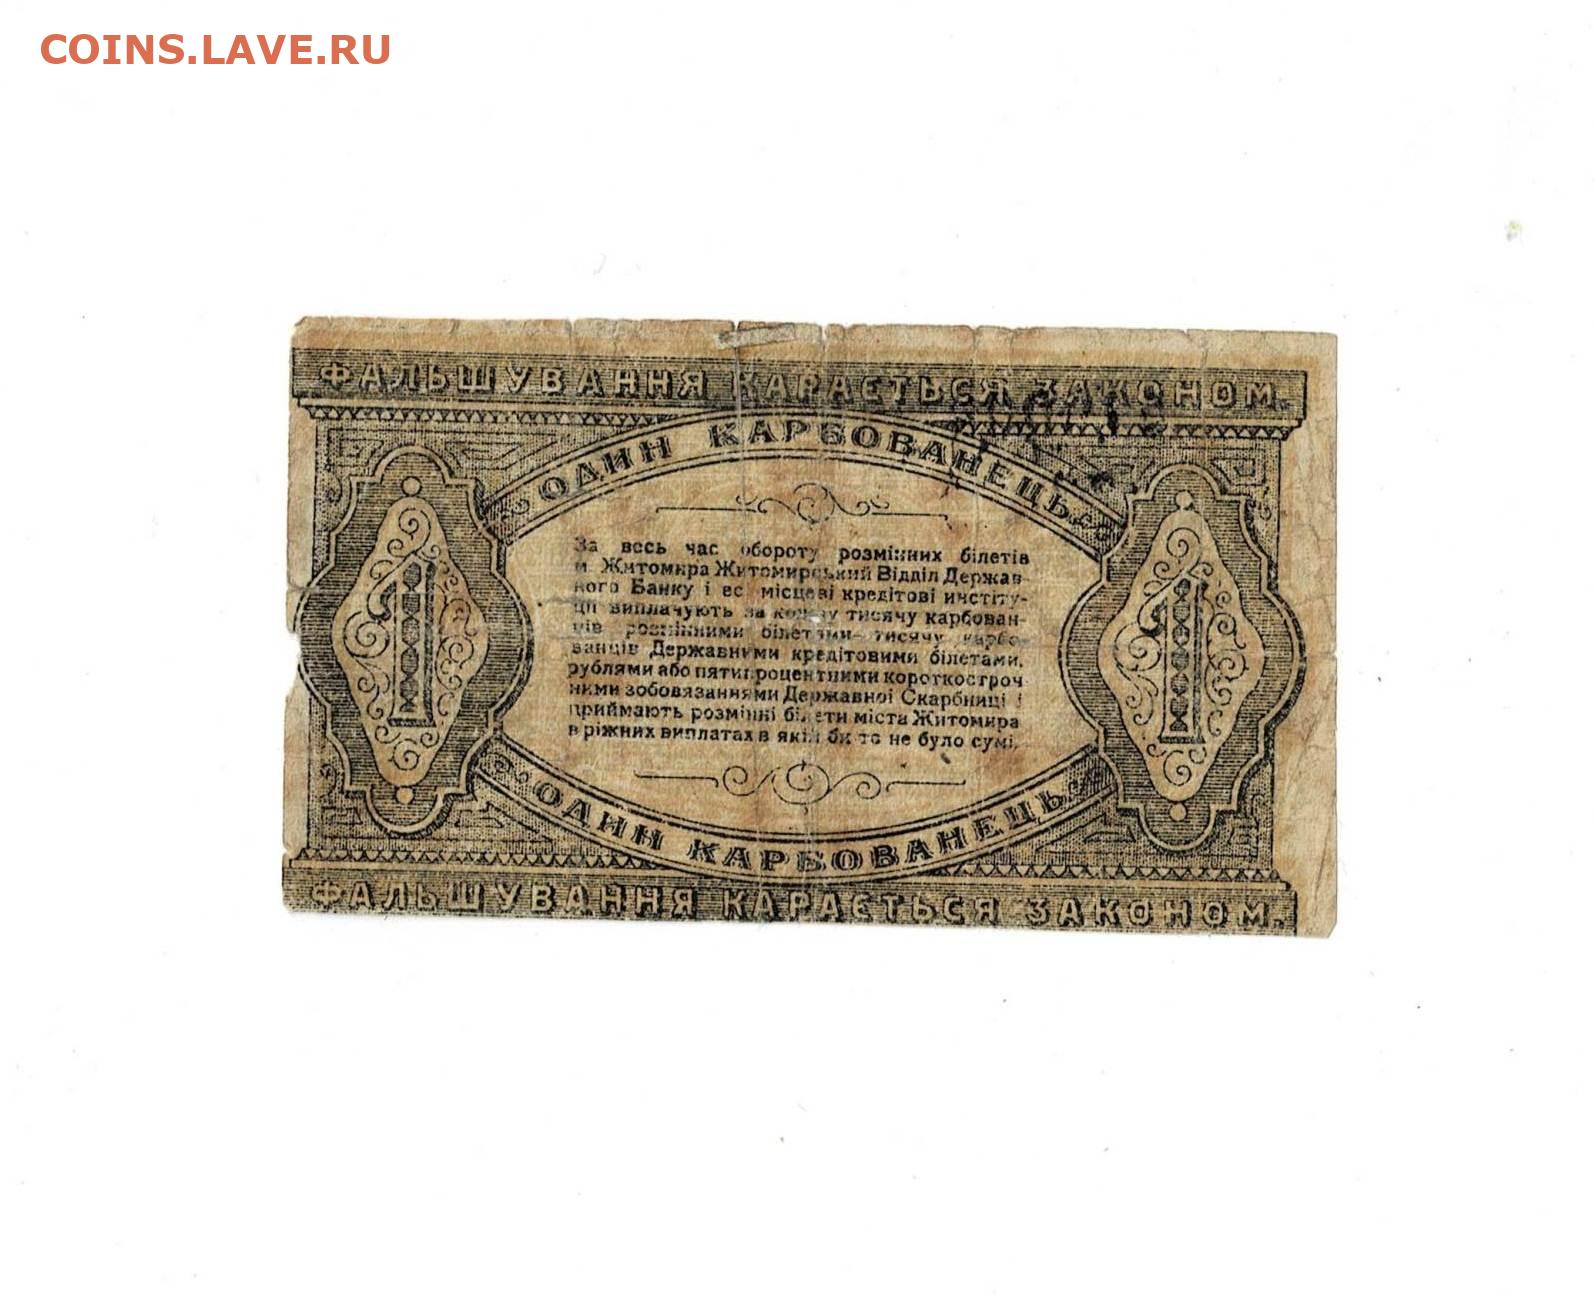 COINS.LAVE.RU
ФАЛЬШУВАННЯ КАРАЄТЬСЯ ЗАКОНОМ.
ОДИН КАРБОВАНЕЦЬ
За весь час обороту розмінних білетів
м. Житомира Житомирський Відділ Держав-
ного Банку і всі місцеві кредітові инстіту-
ції виплачують за кожну тисячу карбован-
ців розмінними білетами тисячу карбо-
ванців Державними кредітовими білетами,
рублями або пятипроцентними короткостроч
ними зобовязаннями Державної Скарбниці і
приймають розмінні білети міста Житомира
в ріжних виплатах в якій би то не було сумі.
1 1
ОДИН КАРБОВАНЕЦЬ
ФАЛЬШУВАННЯ КАРАЄТЬСЯ ЗАКОНОМ.